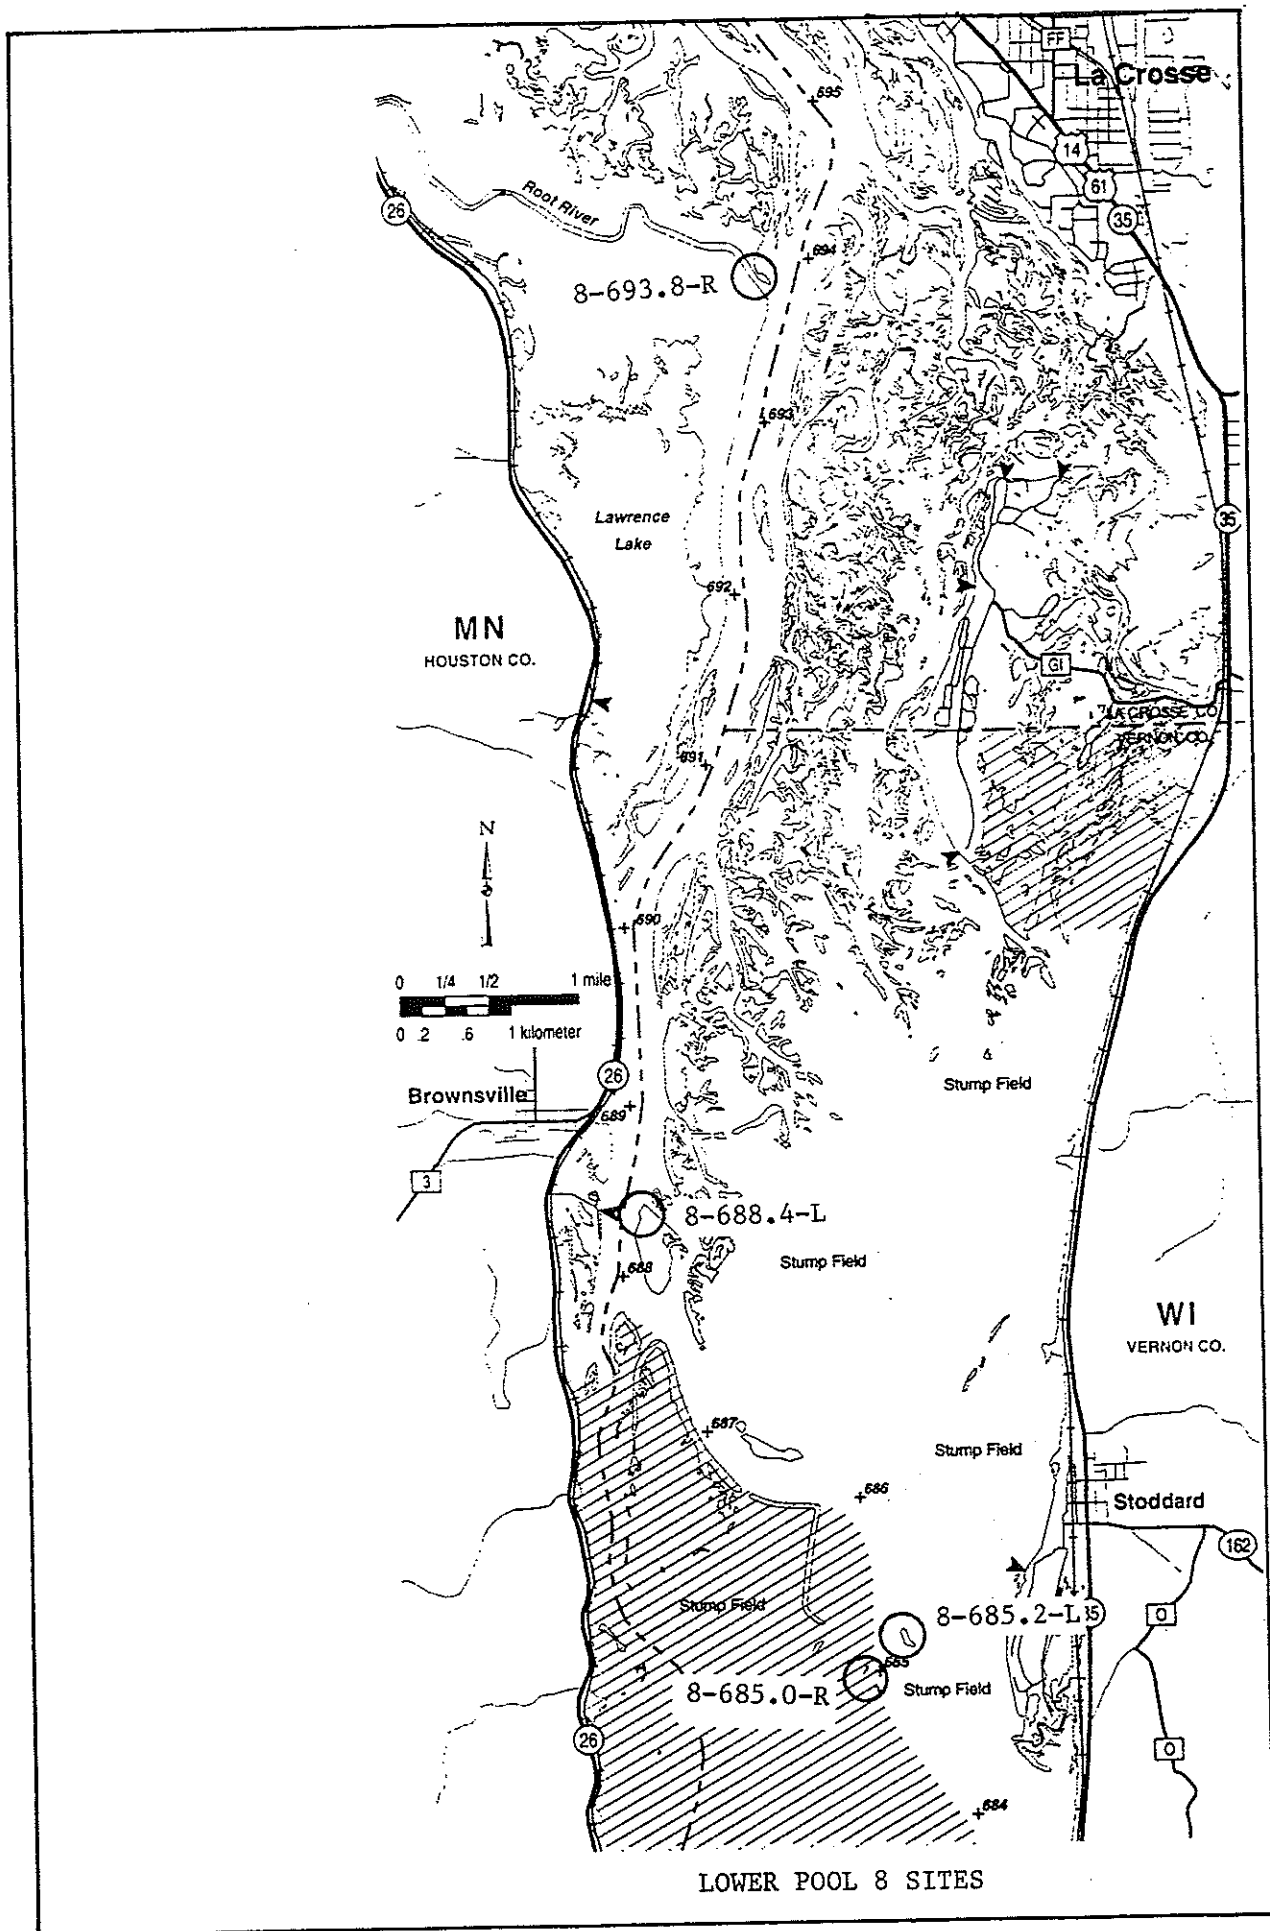 FF
La Crosse
695
14
61
35
26
Root River
694
8-693.8-R
693
Lawrence
Lake
35
692
MN
HOUSTON CO.
GI
LA CROSSE CO.
VERNON CO.
691
N
690
0 1/4 1/2 1 mile
0 .2 .6 1 kilometer
26
Stump Field
Brownsville
689
3
8-688.4-L
Stump Field
688
WI
VERNON CO.
687
Stump Field
686
Stoddard
162
Stump Field
8-685.2-L
35
O
685
8-685.0-R
Stump Field
26
O
684
LOWER POOL 8 SITES